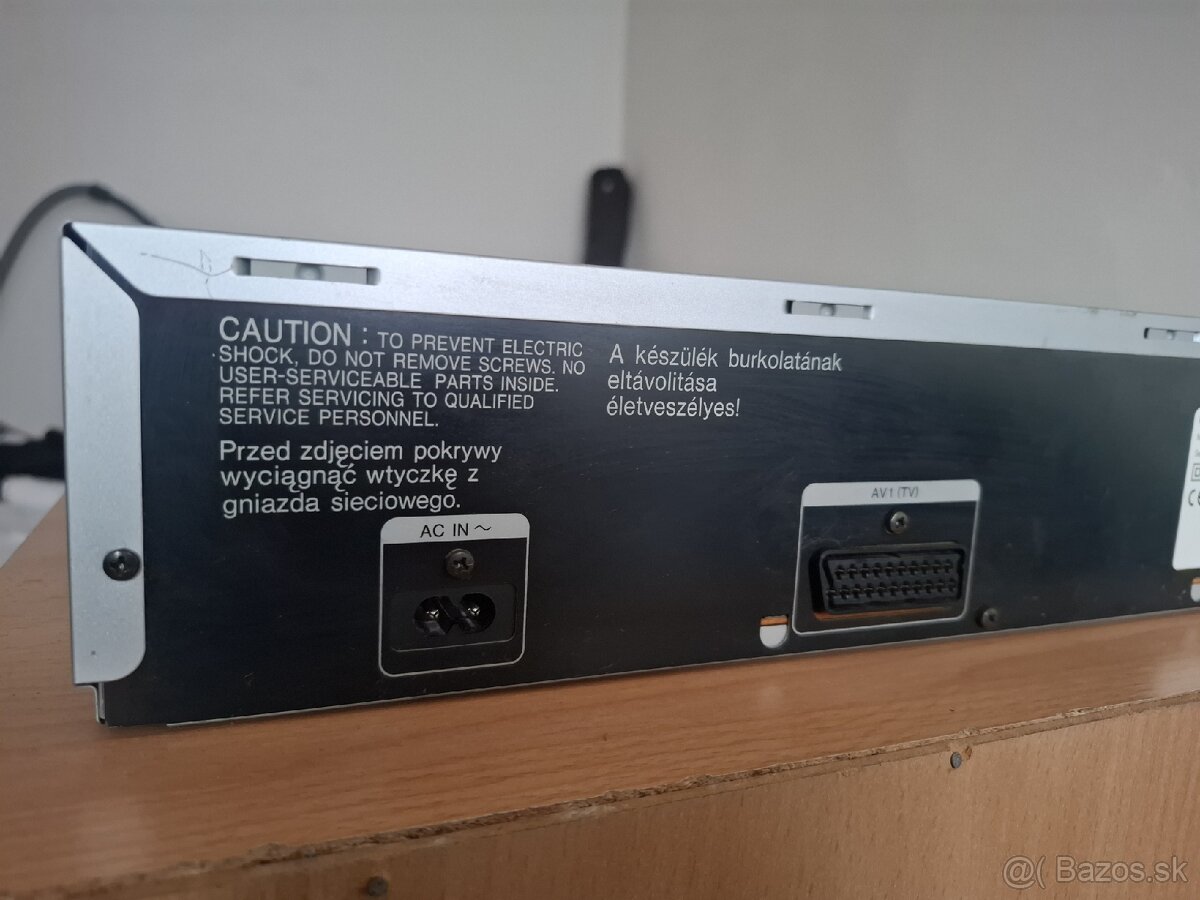 CAUTION : TO PREVENT ELECTRIC
SHOCK, DO NOT REMOVE SCREWS. NO
USER-SERVICEABLE PARTS INSIDE.
REFER SERVICING TO QUALIFIED
SERVICE PERSONNEL.
Przed zdjęciem pokrywy
wyciągnąć wtyczkę z
gniazda sieciowego.
A készülék burkolatának
eltávolitása
életveszélyes!
AC IN ~
AV1 (TV)
@( Bazos.sk